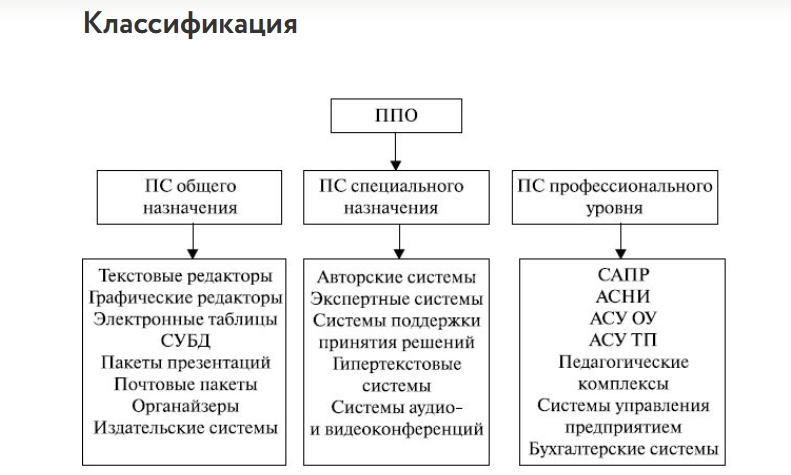 Классификация
ППО
ПС общего
назначения
ПС специального
назначения
ПС профессионального
уровня
Текстовые редакторы
Графические редакторы
Электронные таблицы
СУБД
Пакеты презентаций
Почтовые пакеты
Органайзеры
Издательские системы
Авторские системы
Экспертные системы
Системы поддержки
принятия решений
Гипертекстовые
системы
Системы аудио-
и видеоконференций
САПР
АСНИ
АСУ ОУ
АСУ ТП
Педагогические
комплексы
Системы управления
предприятием
Бухгалтерские системы